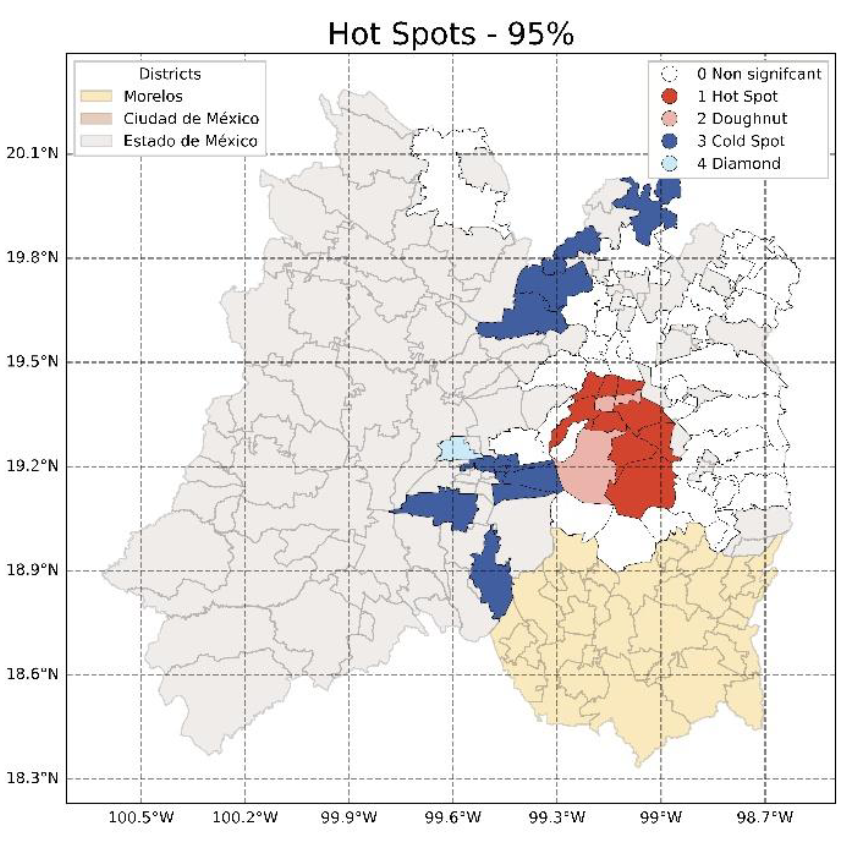 Hot Spots - 95%
Districts
Morelos
Ciudad de México
Estado de México
0 Non signifcant
1 Hot Spot
2 Doughnut
3 Cold Spot
4 Diamond
20.1°N
19.8°N
19.5°N
19.2°N
18.9°N
18.6°N
18.3°N
100.5°W 100.2°W 99.9°W 99.6°W 99.3°W 99°W 98.7°W